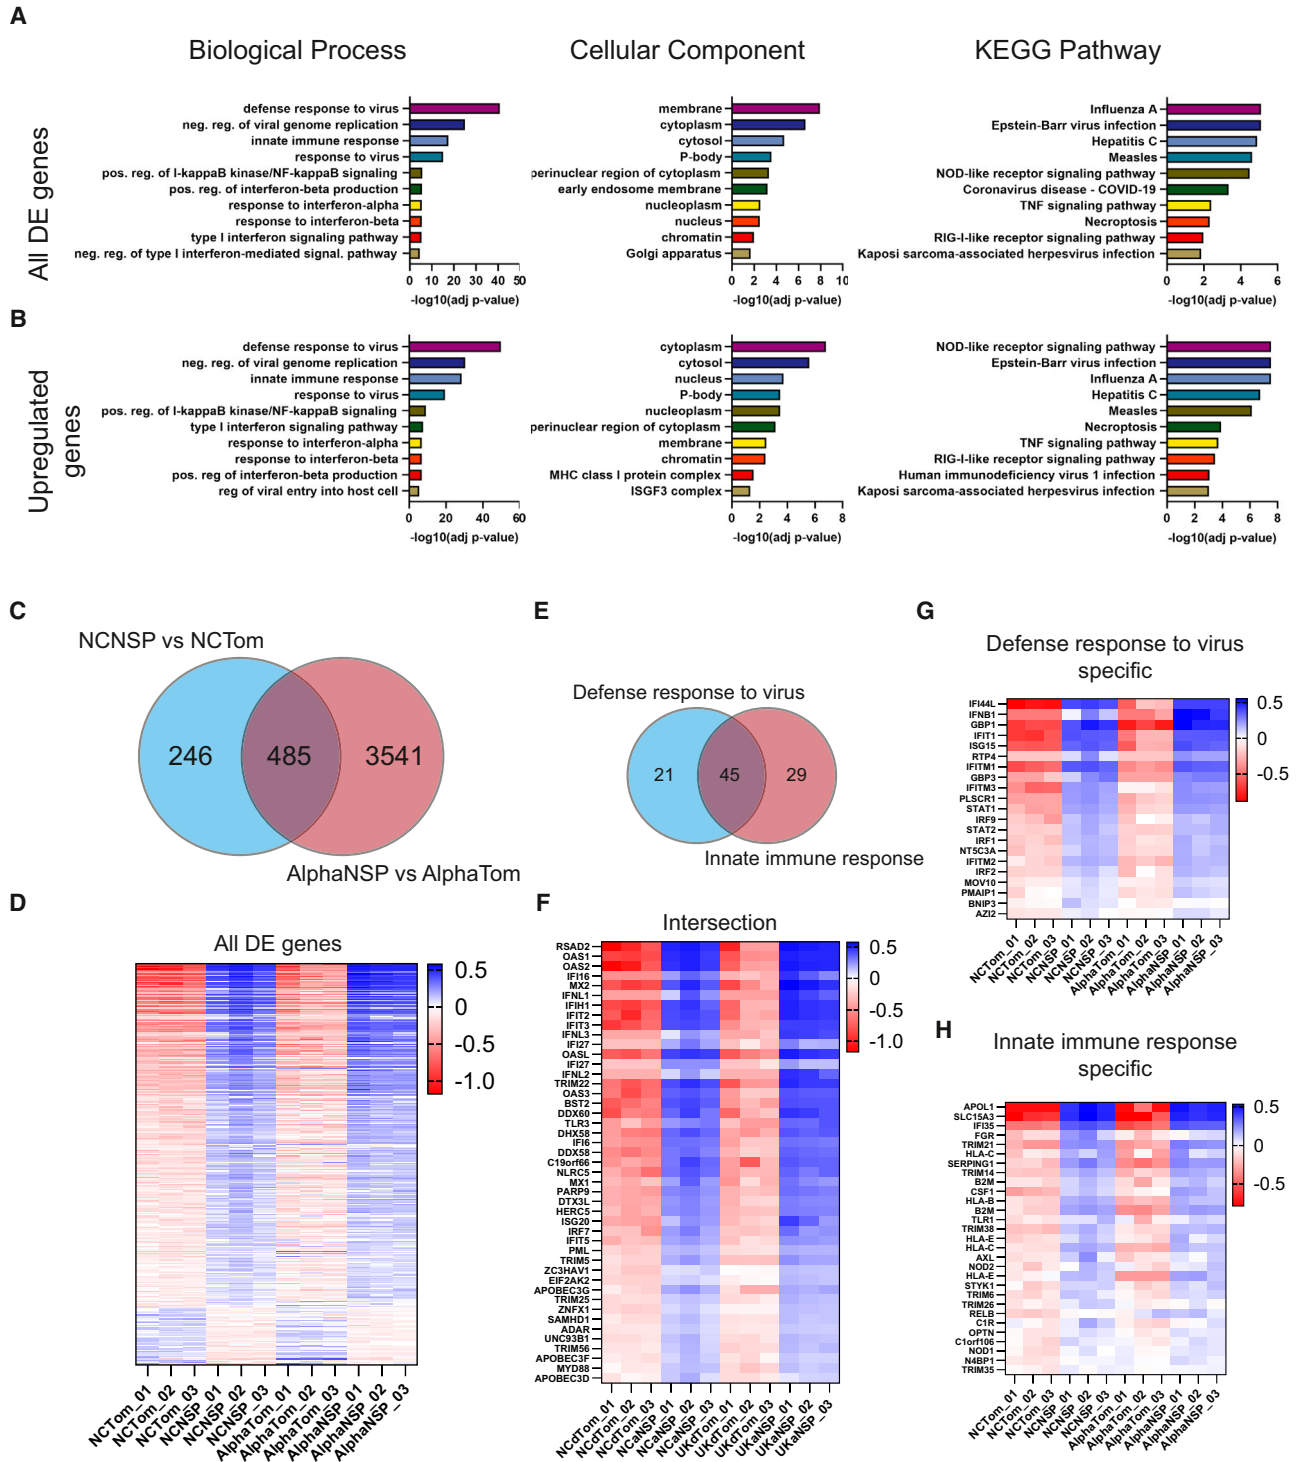 A
Biological Process
Cellular Component
KEGG Pathway
All DE genes
defense response to virus
neg. reg. of viral genome replication
innate immune response
response to virus
pos. reg. of I-kappaB kinase/NF-kappaB signaling
pos. reg. of interferon-beta production
response to interferon-alpha
response to interferon-beta
type I interferon signaling pathway
neg. reg. of type I interferon-mediated signal. pathway
0 10 20 30 40 50
-log10(adj p-value)
membrane
cytoplasm
cytosol
P-body
perinuclear region of cytoplasm
early endosome membrane
nucleoplasm
nucleus
chromatin
Golgi apparatus
0 2 4 6 8 10
-log10(adj p-value)
Influenza A
Epstein-Barr virus infection
Hepatitis C
Measles
NOD-like receptor signaling pathway
Coronavirus disease - COVID-19
TNF signaling pathway
Necroptosis
RIG-I-like receptor signaling pathway
Kaposi sarcoma-associated herpesvirus infection
0 2 4 6
-log10(adj p-value)
B
Upregulated
genes
defense response to virus
neg. reg. of viral genome replication
innate immune response
response to virus
pos. reg of I-kappaB kinase/NF-kappaB signaling
type I interferon signaling pathway
response to interferon-alpha
response to interferon-beta
pos. reg of interferon-beta production
reg of viral entry into host cell
0 20 40 60
-log10(adj p-value)
cytoplasm
cytosol
nucleus
P-body
nucleoplasm
perinuclear region of cytoplasm
membrane
chromatin
MHC class I protein complex
ISGF3 complex
0 2 4 6 8
-log10(adj p-value)
NOD-like receptor signaling pathway
Epstein-Barr virus infection
Influenza A
Hepatitis C
Measles
Necroptosis
TNF signaling pathway
RIG-I-like receptor signaling pathway
Human immunodeficiency virus 1 infection
Kaposi sarcoma-associated herpesvirus infection
0 2 4 6 8
-log10(adj p-value)
C
NCNSP vs NCTom
246 485 3541
AlphaNSP vs AlphaTom
D
All DE genes
0.5
0
-0.5
-1.0
NCTom_01
NCTom_02
NCTom_03
NCNSP_01
NCNSP_02
NCNSP_03
AlphaTom_01
AlphaTom_02
AlphaTom_03
AlphaNSP_01
AlphaNSP_02
AlphaNSP_03
E
Defense response to virus
21 45 29
Innate immune response
F
Intersection
RSAD2
OAS1
OAS2
IFI16
MX2
IFNL1
IFIH1
IFIT2
IFIT3
IFNL3
IFI27
OASL
IFI27
IFNL2
TRIM22
OAS3
BST2
DDX60
TLR3
DHX58
IFI6
DDX58
C19orf66
NLRC5
MX1
PARP9
DTX3L
HERC5
ISG20
IRF7
IFIT5
PML
TRIM5
ZC3HAV1
EIF2AK2
APOBEC3G
TRIM25
ZNFX1
SAMHD1
ADAR
UNC93B1
TRIM56
APOBEC3F
MYD88
APOBEC3D
0.5
0
-0.5
-1.0
NCdTom_01
NCdTom_02
NCdTom_03
NCaNSP_01
NCaNSP_02
NCaNSP_03
UKdTom_01
UKdTom_02
UKdTom_03
UKaNSP_01
UKaNSP_02
UKaNSP_03
G
Defense response to virus
specific
IFI44L
IFNB1
GBP1
IFIT1
ISG15
RTP4
IFITM1
GBP3
IFITM3
PLSCR1
STAT1
IRF9
STAT2
IRF1
NT5C3A
IFITM2
IRF2
MOV10
PMAIP1
BNIP3
AZI2
0.5
0
-0.5
NCTom_01
NCTom_02
NCTom_03
NCNSP_01
NCNSP_02
NCNSP_03
AlphaTom_01
AlphaTom_02
AlphaTom_03
AlphaNSP_01
AlphaNSP_02
AlphaNSP_03
H
Innate immune response
specific
APOL1
SLC15A3
IFI35
FGR
TRIM21
HLA-C
SERPING1
TRIM14
B2M
CSF1
HLA-B
B2M
TLR1
TRIM38
HLA-E
HLA-C
AXL
NOD2
HLA-E
STYK1
TRIM6
TRIM26
RELB
C1R
OPTN
C1orf106
NOD1
N4BP1
TRIM35
0.5
0
-0.5
NCTom_01
NCTom_02
NCTom_03
NCNSP_01
NCNSP_02
NCNSP_03
AlphaTom_01
AlphaTom_02
AlphaTom_03
AlphaNSP_01
AlphaNSP_02
AlphaNSP_03